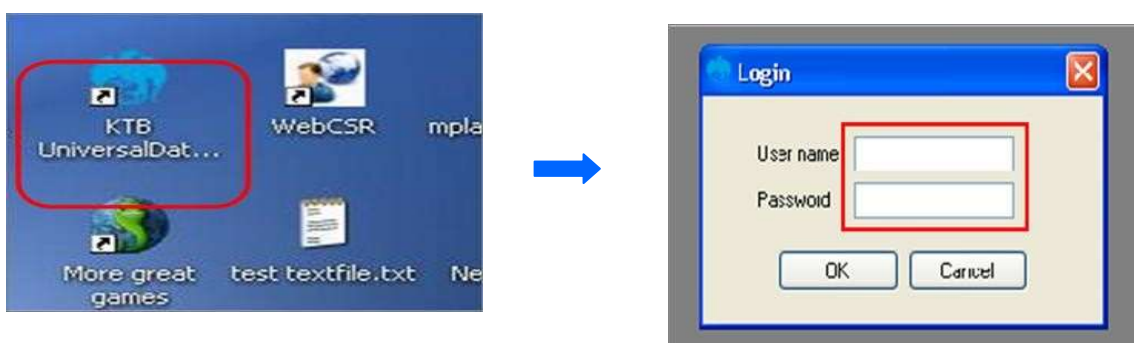 KTB
UniversalDat...
WebCSR
mpla
More great
games
test textfile.txt
Ne
Login
User name
Password
OK
Cancel